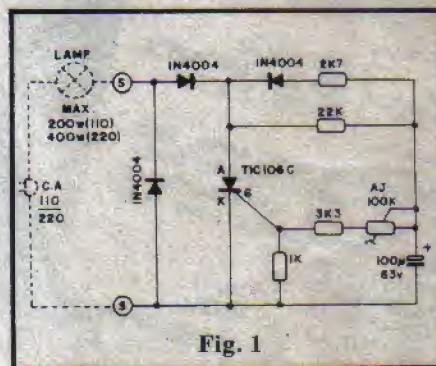 LAMP
MAX.
200w(110)
400w(220)
S
1N4004
1N4004
2K7
22K
1N4004
C.A
110
220
A
TIC106C
G
K
AJ.
100K
3K3
1K
+
100μ
63v
S
Fig. 1